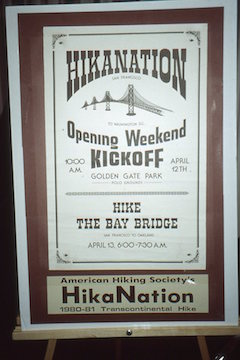 HIKANATION
SAN FRANCISCO
TO WASHINGTON D.C.
Opening Weekend
KICKOFF
10:00 A.M.
APRIL 12TH
GOLDEN GATE PARK
POLO GROUNDS
HIKE
THE BAY BRIDGE
SAN FRANCISCO TO OAKLAND
APRIL 13, 6:00-7:30 A.M.
American Hiking Society's
HikaNation
1980-81 Transcontinental Hike